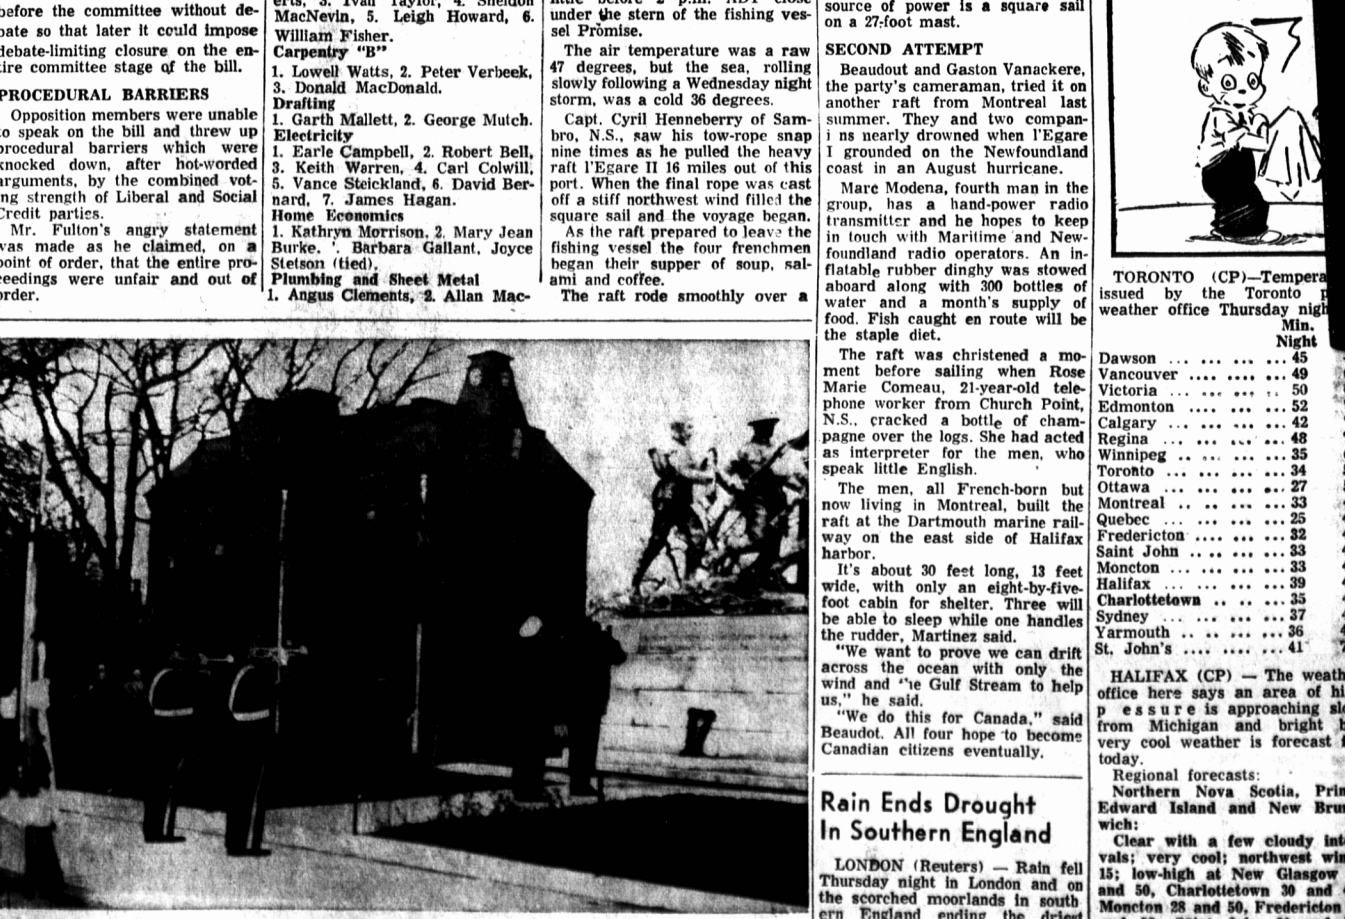 before the committee without de-
bate so that later it could impose
debate-limiting closure on the en-
tire committee stage of the bill.
PROCEDURAL BARRIERS
Opposition members were unable
to speak on the bill and threw up
procedural barriers which were
knocked down, after hot-worded
arguments, by the combined vot-
ing strength of Liberal and Social
Credit parties.
Mr. Fulton's angry statement
was made as he claimed, on a
point of order, that the entire pro-
ceedings were unfair and out of
order.
erts, 3. Ivan Taylor, 4. Sheldon
MacNevin, 5. Leigh Howard, 6.
William Fisher.
Carpentry "B"
1. Lowell Watts, 2. Peter Verbeek,
3. Donald MacDonald.
Drafting
1. Garth Mallett, 2. George Mutch.
Electricity
1. Earle Campbell, 2. Robert Bell,
3. Keith Warren, 4. Carl Colwill,
5. Vance Steickland, 6. David Ber-
nard, 7. James Hagan.
Home Economics
1. Kathryn Morrison, 2. Mary Jean
Burke. Barbara Gallant, Joyce
Stetson (tied),
Plumbing and Sheet Metal
1. Angus Clements, 2. Allan Mac-
under the stern of the fishing ves-
sel Promise.
The air temperature was a raw
47 degrees, but the sea, rolling
slowly following a Wednesday night
storm, was a cold 36 degrees.
Capt. Cyril Henneberry of Sam-
bro, N.S., saw his tow-rope snap
nine times as he pulled the heavy
raft l'Egare II 16 miles out of this
port. When the final rope was cast
off a stiff northwest wind filled the
square sail and the voyage began.
As the raft prepared to leave the
fishing vessel the four frenchmen
began their supper of soup, sal-
ami and coffee.
The raft rode smoothly over a
source of power is a square sail
on a 27-foot mast.
SECOND ATTEMPT
Beaudout and Gaston Vanackere,
the party's cameraman, tried it on
another raft from Montreal last
summer. They and two compan-
i ns nearly drowned when l'Egare
I grounded on the Newfoundland
coast in an August hurricane.
Marc Modena, fourth man in the
group, has a hand-power radio
transmitter and he hopes to keep
in touch with Maritime and New-
foundland radio operators. An in-
flatable rubber dinghy was stowed
aboard along with 300 bottles of
water and a month's supply of
food. Fish caught en route will be
the staple diet.
The raft was christened a mo-
ment before sailing when Rose
Marie Comeau, 21-year-old tele-
phone worker from Church Point,
N.S., cracked a bottle of cham-
pagne over the logs. She had acted
as interpreter for the men, who
speak little English.
The men, all French-born but
now living in Montreal, built the
raft at the Dartmouth marine rail-
way on the east side of Halifax
harbor.
It's about 30 feet long, 13 feet
wide, with only an eight-by-five-
foot cabin for shelter. Three will
be able to sleep while one handles
the rudder, Martinez said.
"We want to prove we can drift
across the ocean with only the
wind and Gulf Stream to help
us," he said.
"We do this for Canada," said
Beaudot. All four hope to become
Canadian citizens eventually.
Rain Ends Drought
In Southern England
LONDON (Reuters) — Rain fell
Thursday night in London and on
the scorched moorlands in south
ern England ending the driest
TORONTO (CP)—Tempera
issued by the Toronto p
weather office Thursday nigh
Min.
Night
Dawson ... ... ... ... 45
Vancouver .... .... ... 49
Victoria ... ... ... .. 50
Edmonton .... ... ... 52
Calgary ... ... ... ... 42
Regina ... ... ... ... 48
Winnipeg .. ... ... ... 35
Toronto ... ... ... ... 34
Ottawa ... ... ... ... 27
Montreal .. ... ... ... 33
Quebec ... ... ... ... 25
Fredericton .... ... ... 32
Saint John .. .. ... ... 33
Moncton ... ... ... ... 33
Halifax ... ... ... ... 39
Charlottetown .. .. ... 35
Sydney ... ... ... ... 37
Yarmouth .. .. ... ... 36
St. John's .... .... ... 41
HALIFAX (CP) — The weath
office here says an area of hi
p essure is approaching slo
from Michigan and bright b
very cool weather is forecast f
today.
Regional forecasts:
Northern Nova Scotia, Prin
Edward Island and New Brun
wich:
Clear with a few cloudy inte
vals; very cool; northwest win
15; low-high at New Glasgow
and 50, Charlottetown 30 and
Moncton 28 and 50, Fredericton